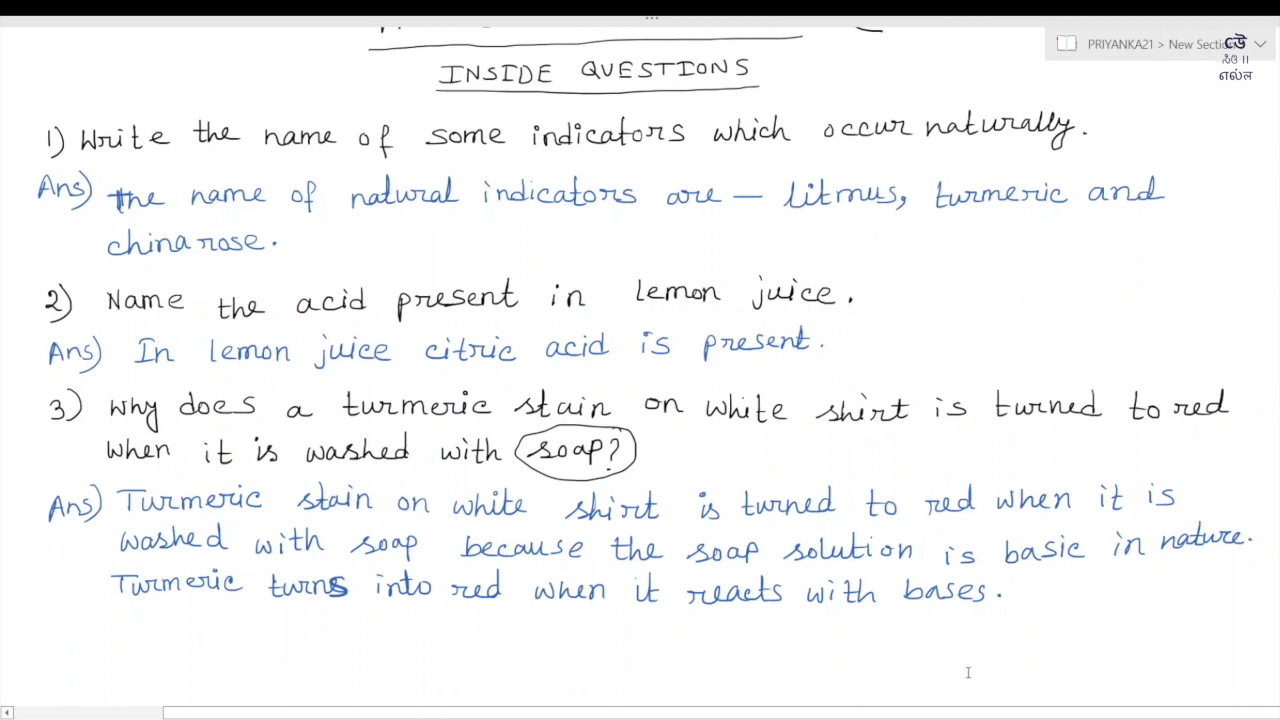 PRIYANKA21 > New Section
INSIDE QUESTIONS
1) Write the name of some indicators which occur naturally.
Ans) The name of natural indicators are — litmus, turmeric and
china rose.
2) Name the acid present in lemon juice.
Ans) In lemon juice citric acid is present.
3) Why does a turmeric stain on white shirt is turned to red
when it is washed with soap?
Ans) Turmeric stain on white shirt is turned to red when it is
washed with soap because the soap solution is basic in nature.
Turmeric turns into red when it reacts with bases.